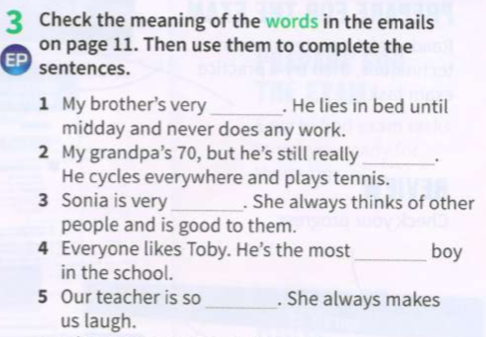 3 Check the meaning of the words in the emails
on page 11. Then use them to complete the
EP sentences.
1 My brother's very ________. He lies in bed until
midday and never does any work.
2 My grandpa's 70, but he's still really ________.
He cycles everywhere and plays tennis.
3 Sonia is very ________. She always thinks of other
people and is good to them.
4 Everyone likes Toby. He's the most ________ boy
in the school.
5 Our teacher is so ________. She always makes
us laugh.